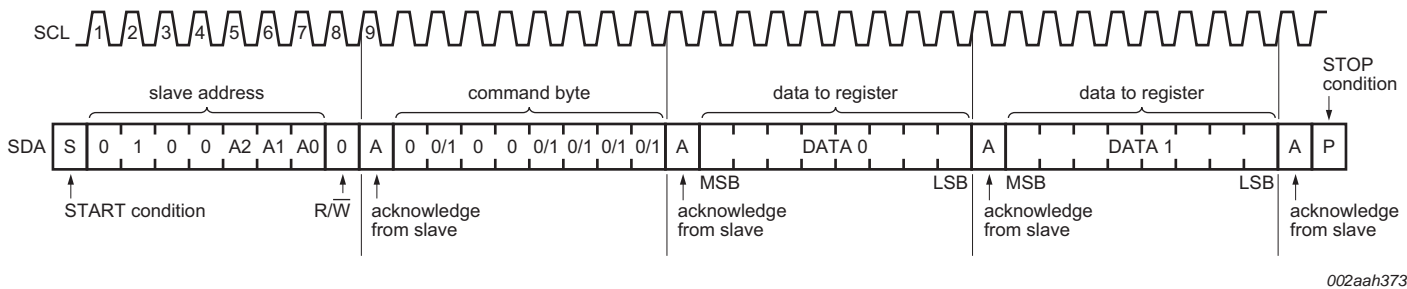 SCL 1 2 3 4 5 6 7 8 9
STOP
condition
slave address command byte data to register data to register
SDA S 0 1 0 0 A2 A1 A0 0 A 0 0/1 0 0 0/1 0/1 0/1 0/1 A DATA 0 A DATA 1 A P
MSB LSB MSB LSB
START condition R/W̅ acknowledge acknowledge acknowledge acknowledge
from slave from slave from slave from slave
002aah373